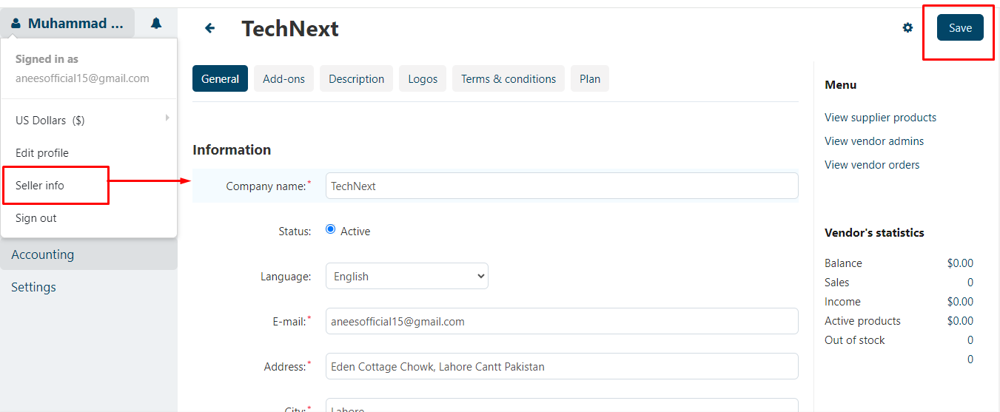 Muhammad ...
Signed in as
aneesofficial15@gmail.com
US Dollars ($)
Edit profile
Seller info
Sign out
Accounting
Settings
TechNext
Save
General
Add-ons
Description
Logos
Terms & conditions
Plan
Information
Company name:* TechNext
Status: Active
Language: English
E-mail:* aneesofficial15@gmail.com
Address:* Eden Cottage Chowk, Lahore Cantt Pakistan
City:* Lahore
Menu
View supplier products
View vendor admins
View vendor orders
Vendor's statistics
Balance $0.00
Sales 0
Income $0.00
Active products $0.00
Out of stock 0
0